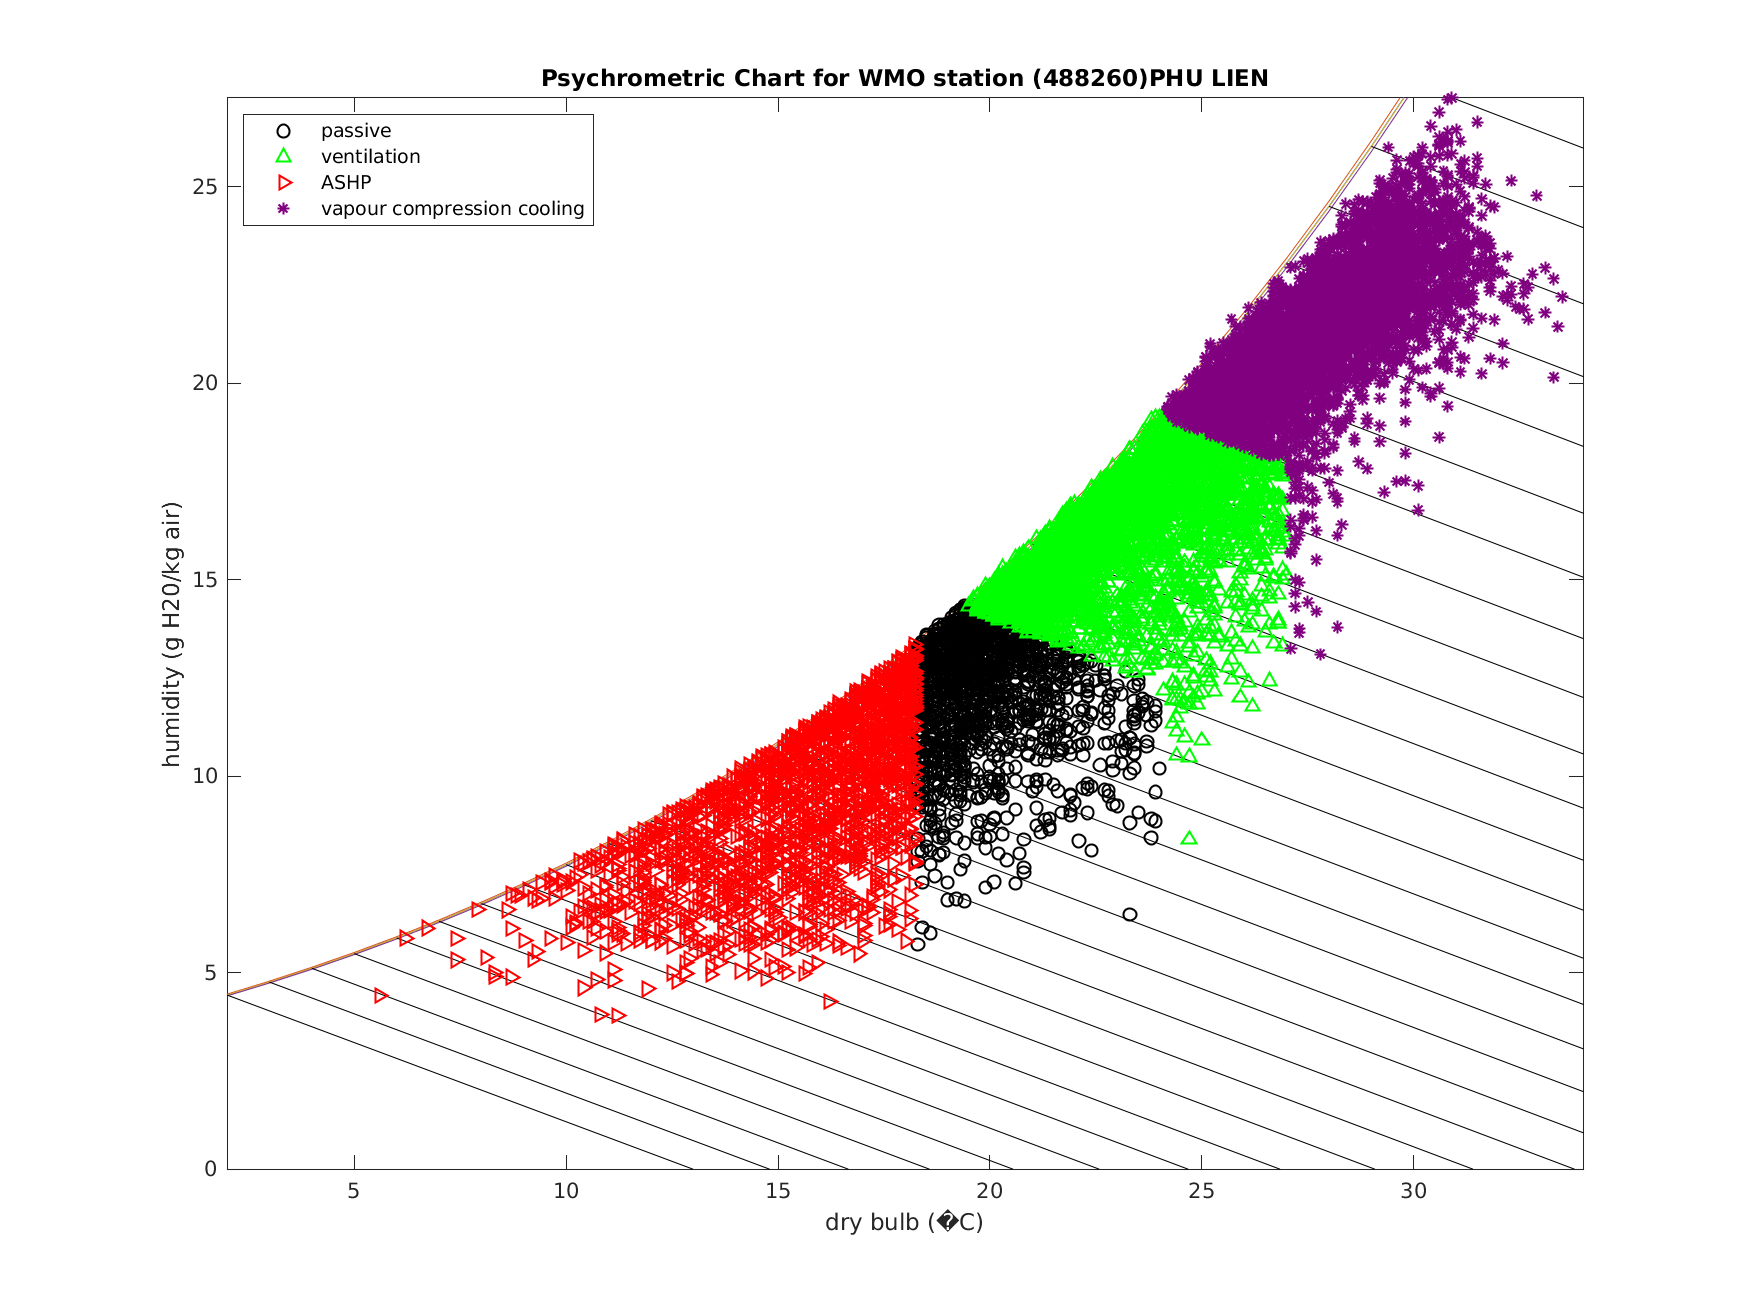 Psychrometric Chart for WMO station (488260)PHU LIEN
passive
ventilation
ASHP
vapour compression cooling
humidity (g H20/kg air)
25
20
15
10
5
0
5 10 15 20 25 30
dry bulb (�C)